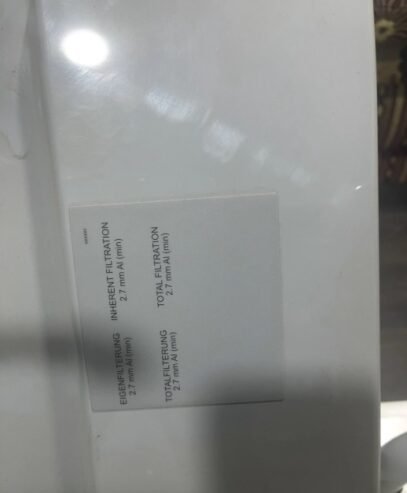 EIGENFILTERUNG
2.7 mm Al (min)
INHERENT FILTRATION
2.7 mm Al (min)
TOTALFILTERUNG
2.7 mm Al (min)
TOTAL FILTRATION
2.7 mm Al (min)